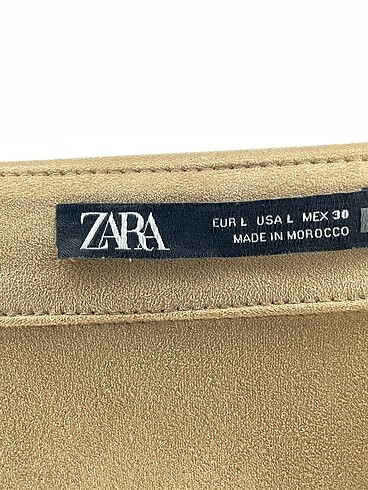 ZARA
EUR L USA L MEX 30
MADE IN MOROCCO